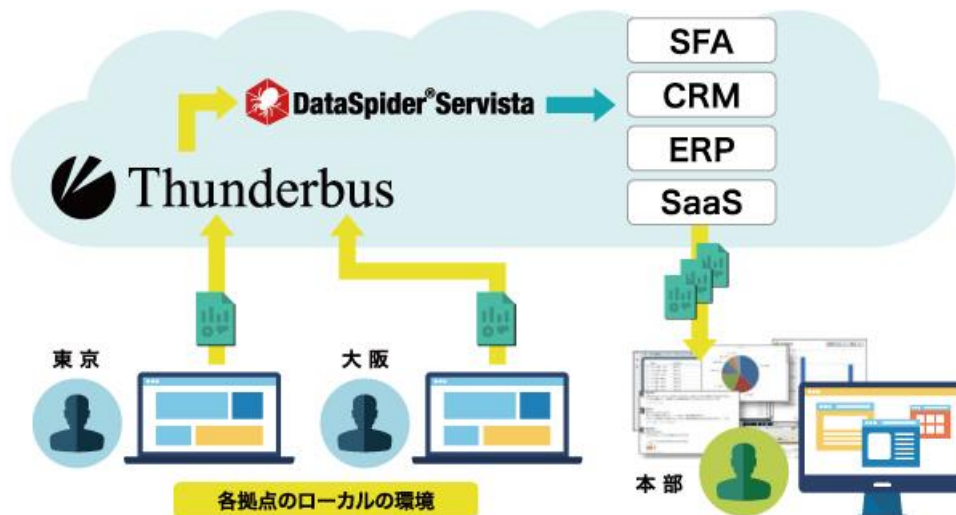 SFA
DataSpider®Servista
CRM
ERP
Thunderbus
SaaS
東京
大阪
本部
各拠点のローカルの環境